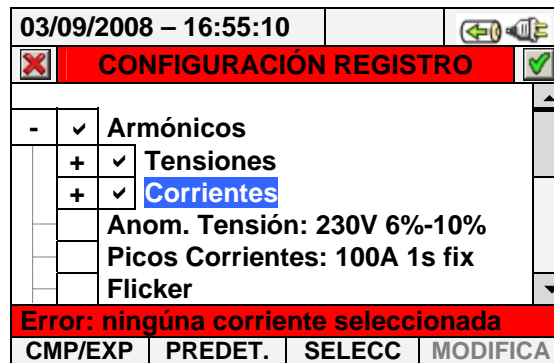 03/09/2008 – 16:55:10
CONFIGURACIÓN REGISTRO
- Armónicos
+ Tensiones
+ Corrientes
Anom. Tensión: 230V 6%-10%
Picos Corrientes: 100A 1s fix
Flicker
Error: ningúna corriente seleccionada
CMP/EXP PREDET. SELECC MODIFICA